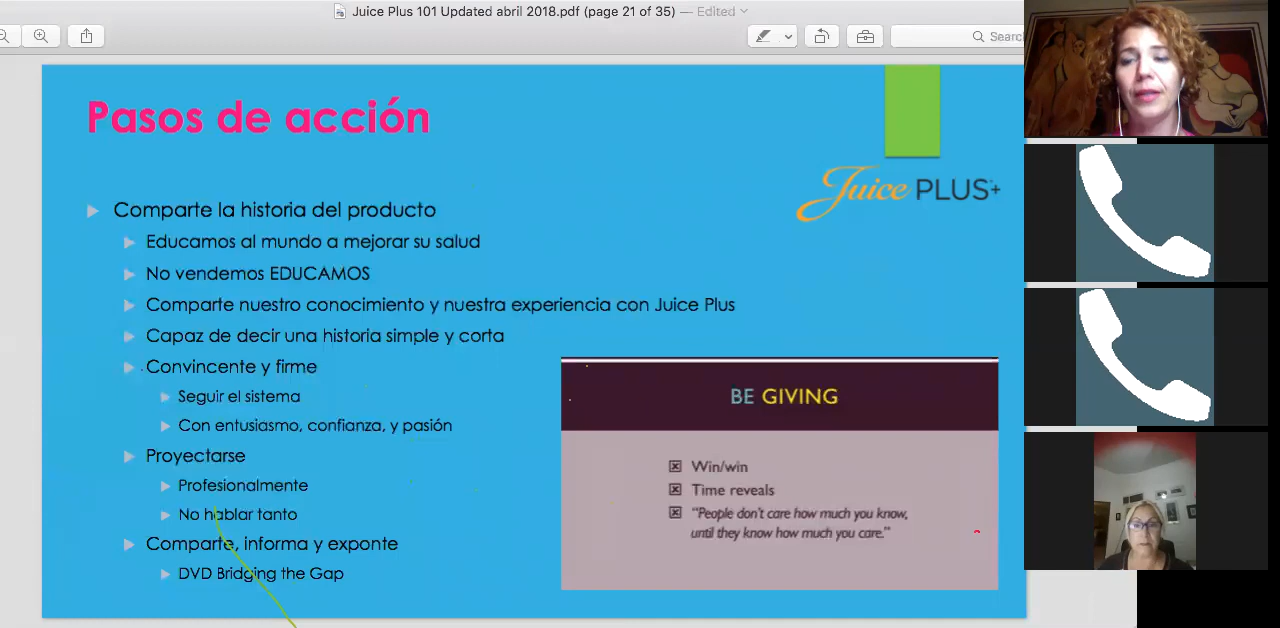 Juice Plus 101 Updated abril 2018.pdf (page 21 of 35) — Edited
Searc
Pasos de acción
Juice PLUS+
Comparte la historia del producto
Educamos al mundo a mejorar su salud
No vendemos EDUCAMOS
Comparte nuestro conocimiento y nuestra experiencia con Juice Plus
Capaz de decir una historia simple y corta
Convincente y firme
Seguir el sistema
Con entusiasmo, confianza, y pasión
Proyectarse
Profesionalmente
No hablar tanto
Comparte, informa y exponte
DVD Bridging the Gap
BE GIVING
Win/win
Time reveals
“People don't care how much you know,
until they know how much you care.”